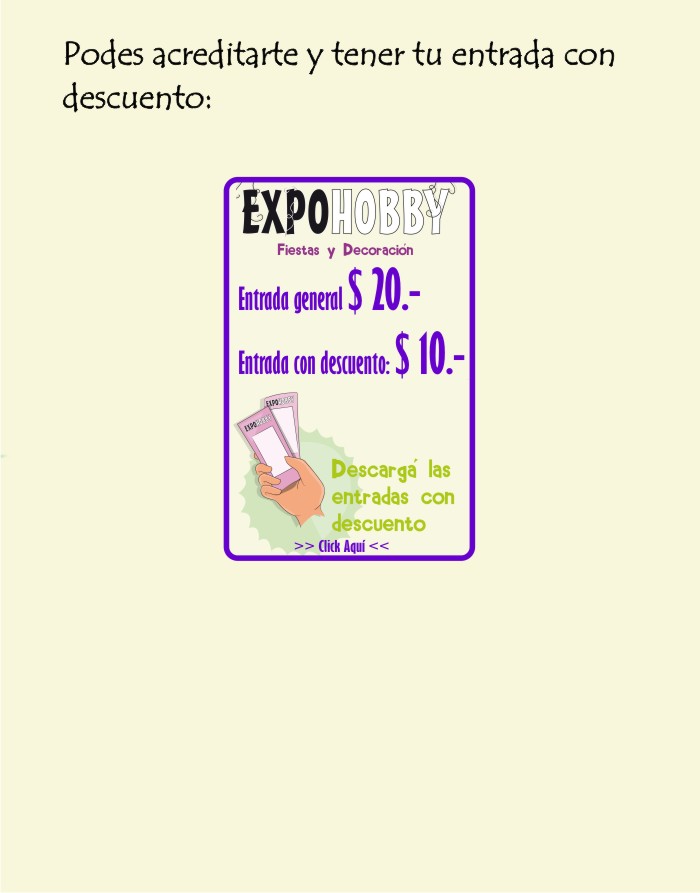 Podes acreditarte y tener tu entrada con
descuento:
EXPOHOBBY
Fiestas y Decoración
Entrada general $ 20.-
Entrada con descuento: $ 10.-
EXPOHOBBY
EXPOHOBBY
Descargá las
entradas con
descuento
>> Click Aquí <<